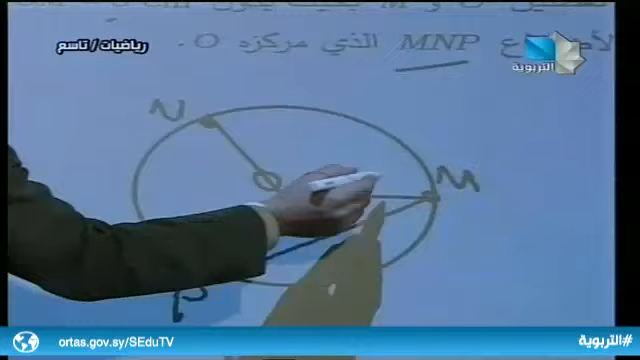 رياضيات / تاسع
التربوية
MNP الذي مركزه O .
N
O
M
P
ortas.gov.sy/SEduTV
#التربوية